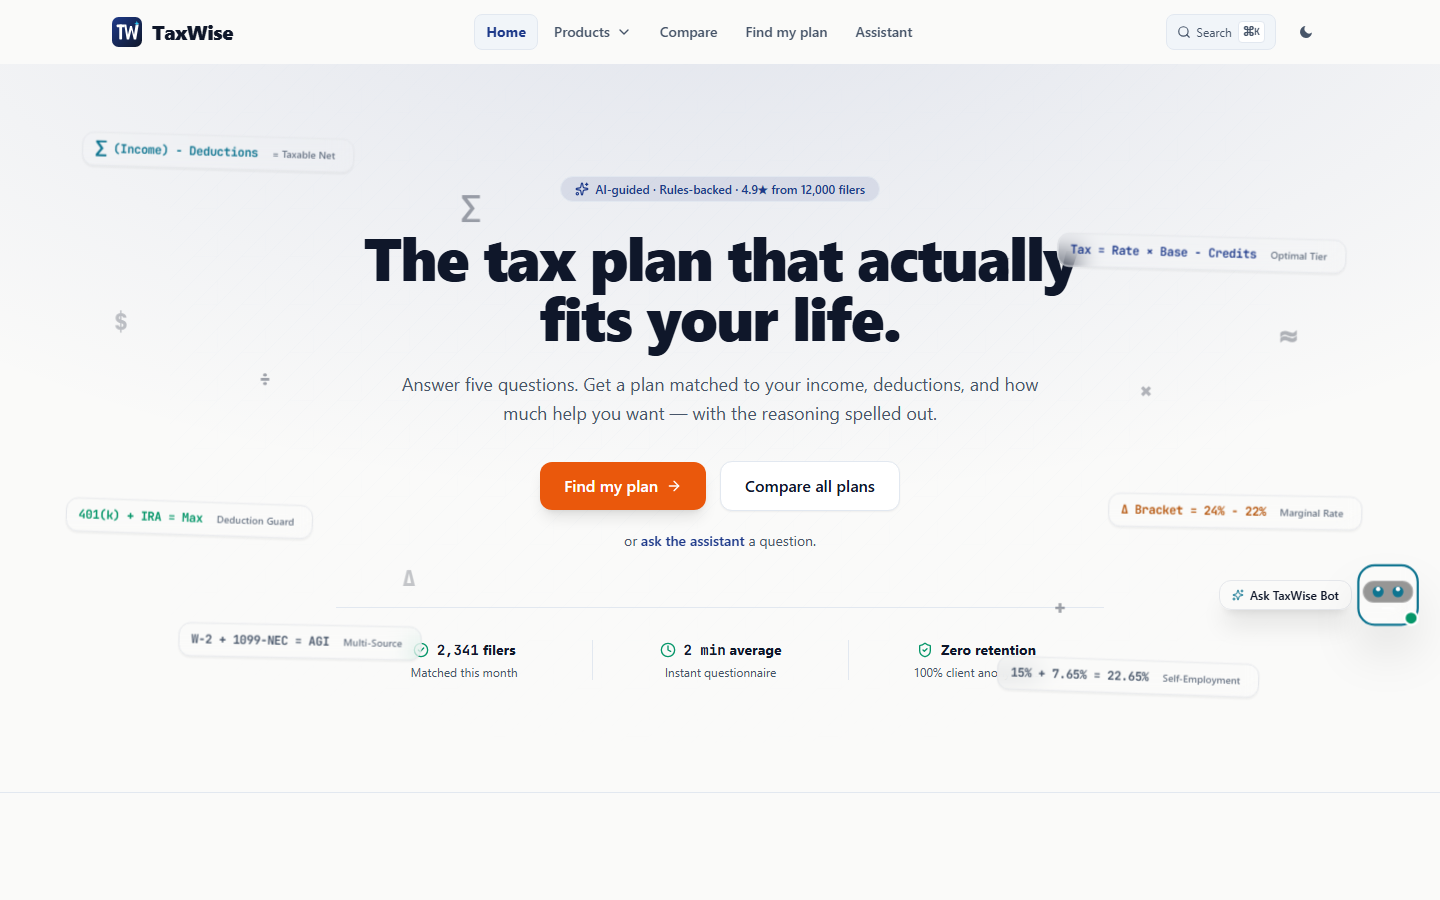 TW TaxWise
Home Products Compare Find my plan Assistant
Search ⌘K
Σ (Income) - Deductions = Taxable Net
AI-guided · Rules-backed · 4.9★ from 12,000 filers
Σ
The tax plan that actually
fits your life.
Tax = Rate × Base - Credits Optimal Tier
$
≈
÷
×
Answer five questions. Get a plan matched to your income, deductions, and how
much help you want — with the reasoning spelled out.
Find my plan →
Compare all plans
401(k) + IRA = Max Deduction Guard
Δ Bracket = 24% - 22% Marginal Rate
or ask the assistant a question.
Δ
Ask TaxWise Bot
+
W-2 + 1099-NEC = AGI Multi-Source
2,341 filers
Matched this month
2 min average
Instant questionnaire
Zero retention
100% client
15% + 7.65% = 22.65% Self-Employment